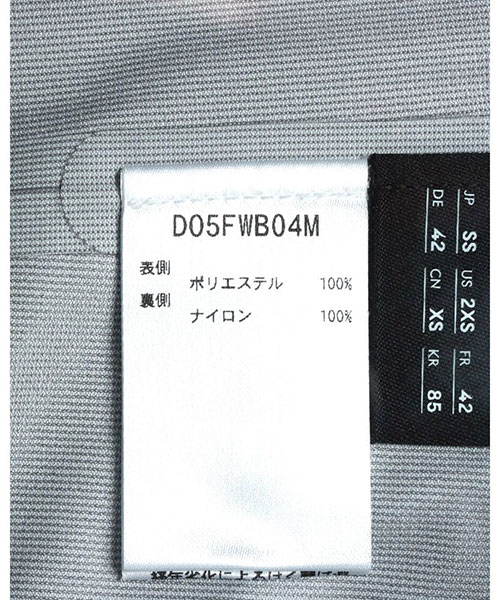 DO5FWB04M
表側
ポリエステル 100%
裏側
ナイロン 100%
JP SS US 2XS FR 42
DE 42 CN XS KR 85